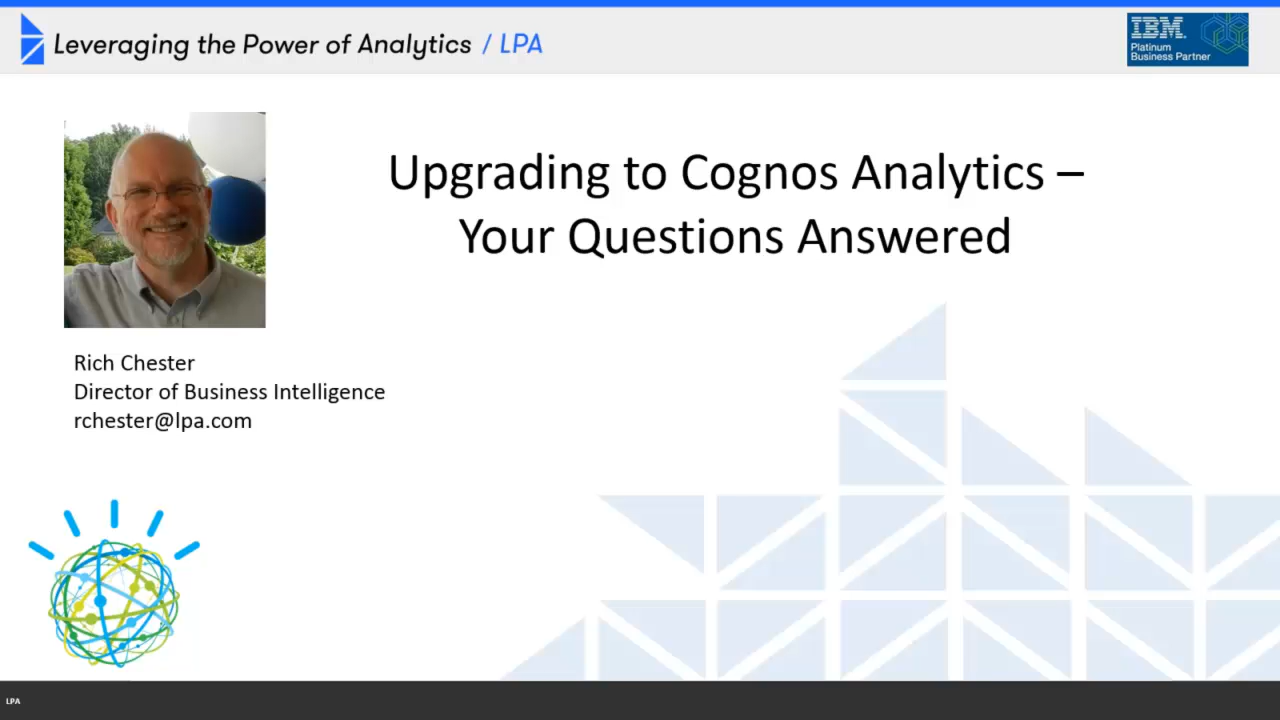 Leveraging the Power of Analytics / LPA
IBM
Platinum
Business Partner
Upgrading to Cognos Analytics –
Your Questions Answered
Rich Chester
Director of Business Intelligence
rchester@lpa.com
LPA